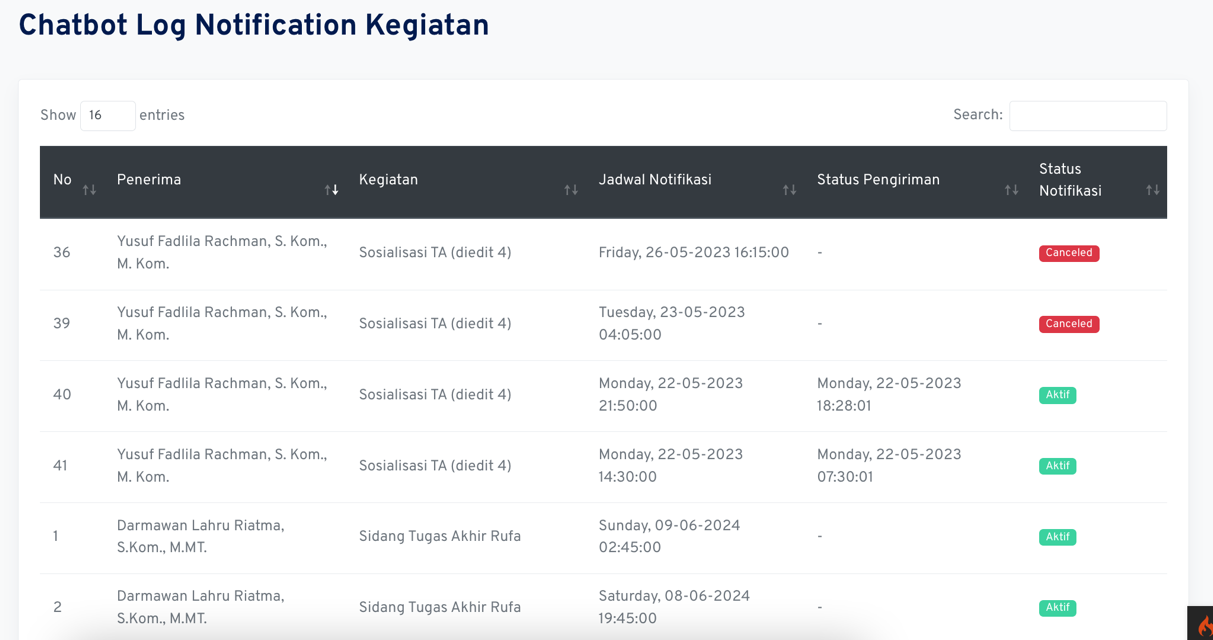 Chatbot Log Notification Kegiatan
Show 16 entries
Search:
No Penerima Kegiatan Jadwal Notifikasi Status Pengiriman Status
Notifikasi
36 Yusuf Fadlila Rachman, S. Kom.,
M. Kom. Sosialisasi TA (diedit 4) Friday, 26-05-2023 16:15:00 - Canceled
39 Yusuf Fadlila Rachman, S. Kom.,
M. Kom. Sosialisasi TA (diedit 4) Tuesday, 23-05-2023
04:05:00 - Canceled
40 Yusuf Fadlila Rachman, S. Kom.,
M. Kom. Sosialisasi TA (diedit 4) Monday, 22-05-2023
21:50:00 Monday, 22-05-2023
18:28:01 Aktif
41 Yusuf Fadlila Rachman, S. Kom.,
M. Kom. Sosialisasi TA (diedit 4) Monday, 22-05-2023
14:30:00 Monday, 22-05-2023
07:30:01 Aktif
1 Darmawan Lahru Riatma,
S.Kom., M.MT. Sidang Tugas Akhir Rufa Sunday, 09-06-2024
02:45:00 - Aktif
2 Darmawan Lahru Riatma,
S.Kom., M.MT. Sidang Tugas Akhir Rufa Saturday, 08-06-2024
19:45:00 - Aktif